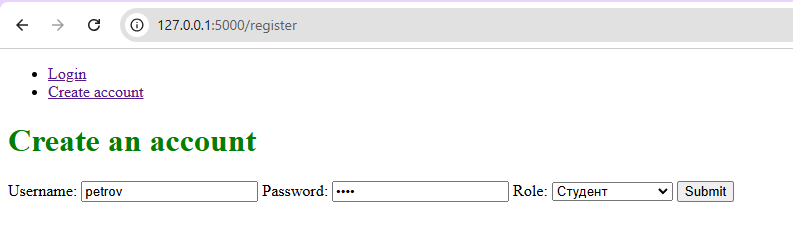 127.0.0.1:5000/register
Login
Create account
Create an account
Username: petrov Password: •••• Role: Студент Submit